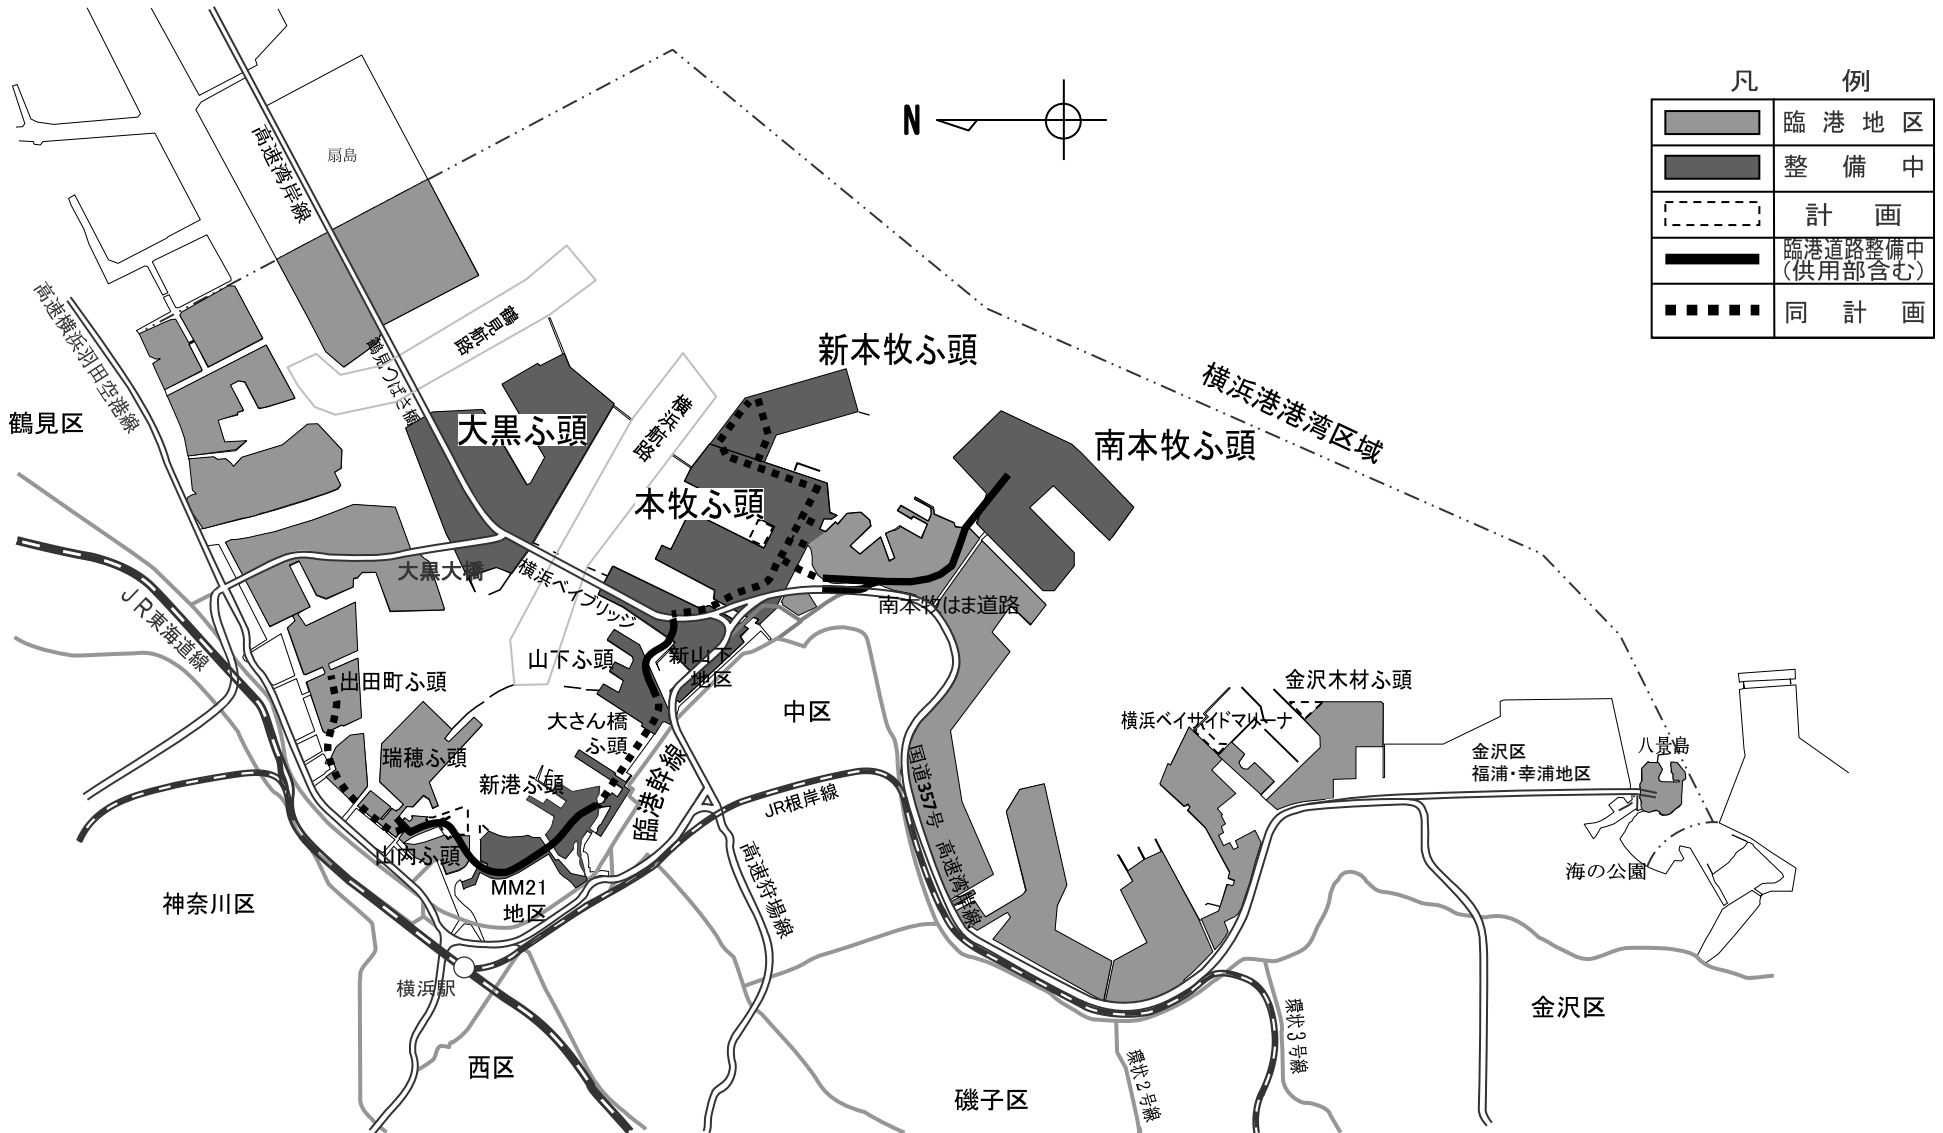 凡 例
臨港地区
整備中
計画
臨港道路整備中
(供用部含む)
同計画
N
扇島
高速湾岸線
高速横浜羽田空港線
鶴見航路
鶴見つばさ橋
鶴見区
大黒ふ頭
横浜航路
新本牧ふ頭
本牧ふ頭
南本牧ふ頭
横浜港港湾区域
大黒大橋
横浜ベイブリッジ
南本牧はま道路
JR東海道線
山下ふ頭
新山下
地区
出田町ふ頭
中区
金沢木材ふ頭
横浜ベイサイドマリーナ
大さん橋
ふ頭
瑞穂ふ頭
新港ふ頭
臨港幹線
国道357号
高速湾岸線
JR根岸線
金沢区
福浦・幸浦地区
八景島
山内ふ頭
MM21
地区
高速狩場線
海の公園
神奈川区
横浜駅
西区
磯子区
環状2号線
環状3号線
金沢区